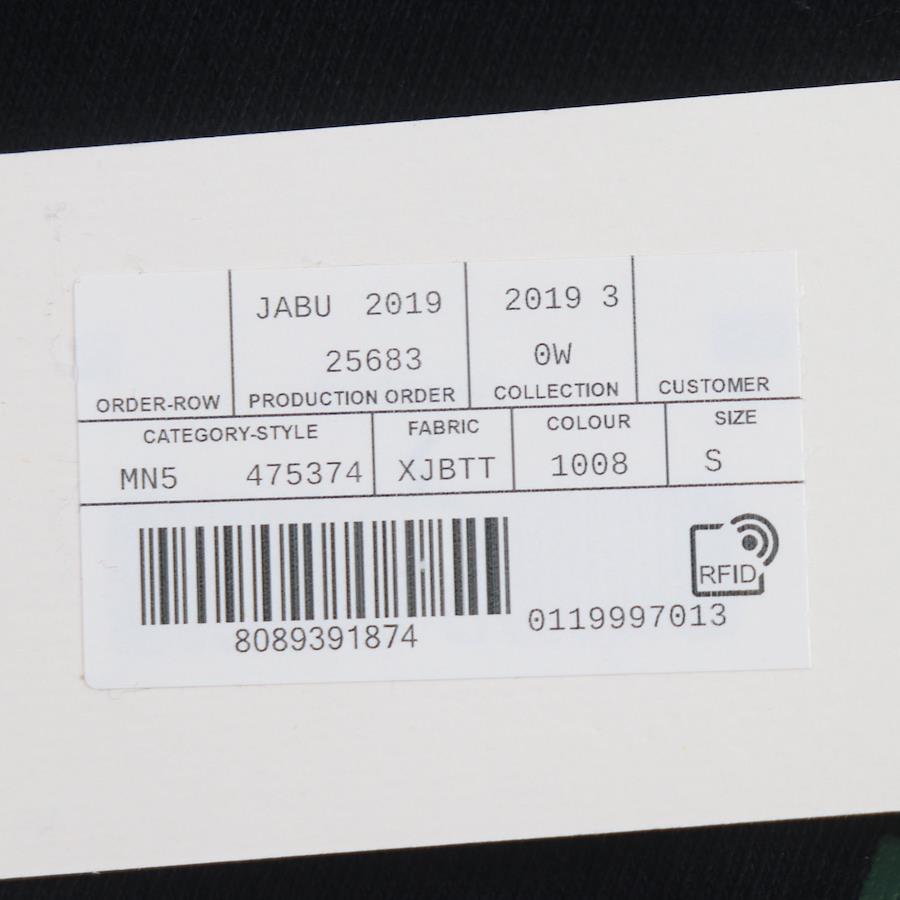 JABU 2019 2019 3
25683 0W
ORDER-ROW PRODUCTION ORDER COLLECTION CUSTOMER
CATEGORY-STYLE FABRIC COLOUR SIZE
MN5 475374 XJBTT 1008 S
RFID
8089391874 0119997013